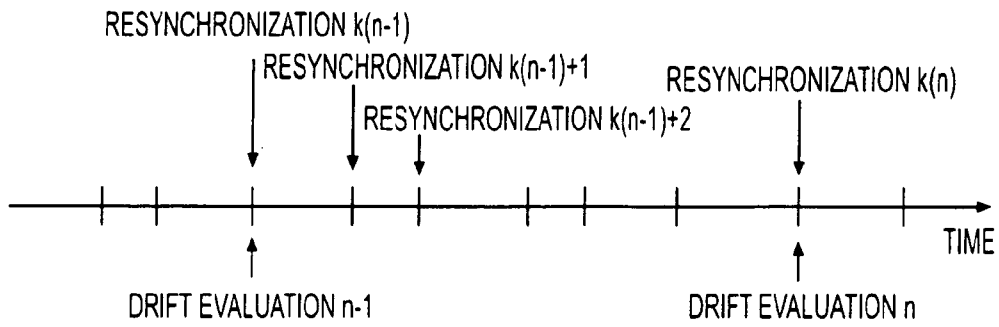 RESYNCHRONIZATION k(n-1)
RESYNCHRONIZATION k(n-1)+1
RESYNCHRONIZATION k(n)
RESYNCHRONIZATION k(n-1)+2
TIME
DRIFT EVALUATION n-1
DRIFT EVALUATION n